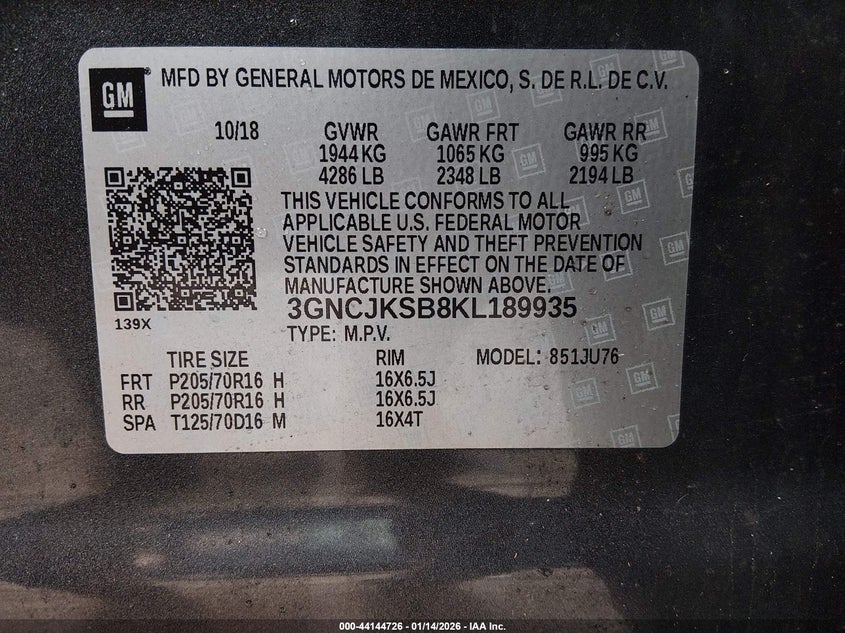 GM
MFD BY GENERAL MOTORS DE MEXICO, S. DE R.L. DE C.V.
10/18 GVWR GAWR FRT GAWR RR
1944 KG 1065 KG 995 KG
4286 LB 2348 LB 2194 LB
THIS VEHICLE CONFORMS TO ALL
APPLICABLE U.S. FEDERAL MOTOR
VEHICLE SAFETY AND THEFT PREVENTION
STANDARDS IN EFFECT ON THE DATE OF
MANUFACTURE SHOWN ABOVE.
3GNCJKSB8KL189935
139X
TYPE: M.P.V.
TIRE SIZE RIM MODEL: 851JU76
FRT P205/70R16 H 16X6.5J
RR P205/70R16 H 16X6.5J
SPA T125/70D16 M 16X4T
000-44144726 - 01/14/2026 - IAA Inc.